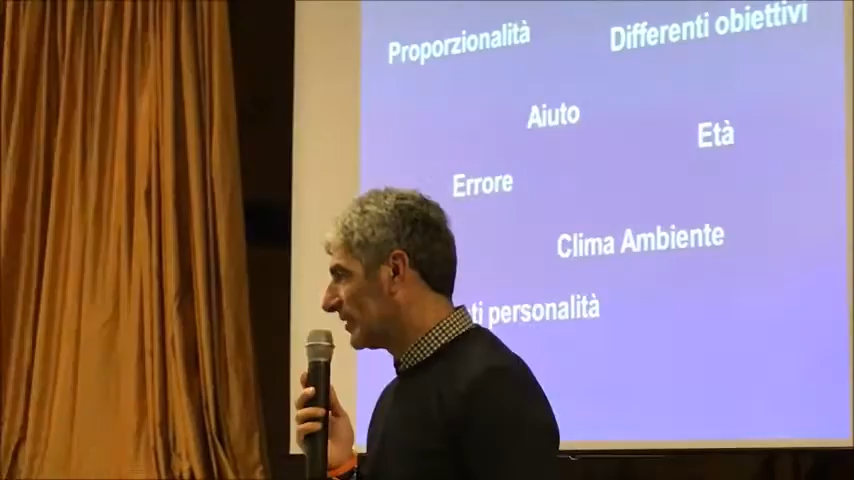 Proporzionalità
Differenti obiettivi
Aiuto
Età
Errore
Clima Ambiente
personalità